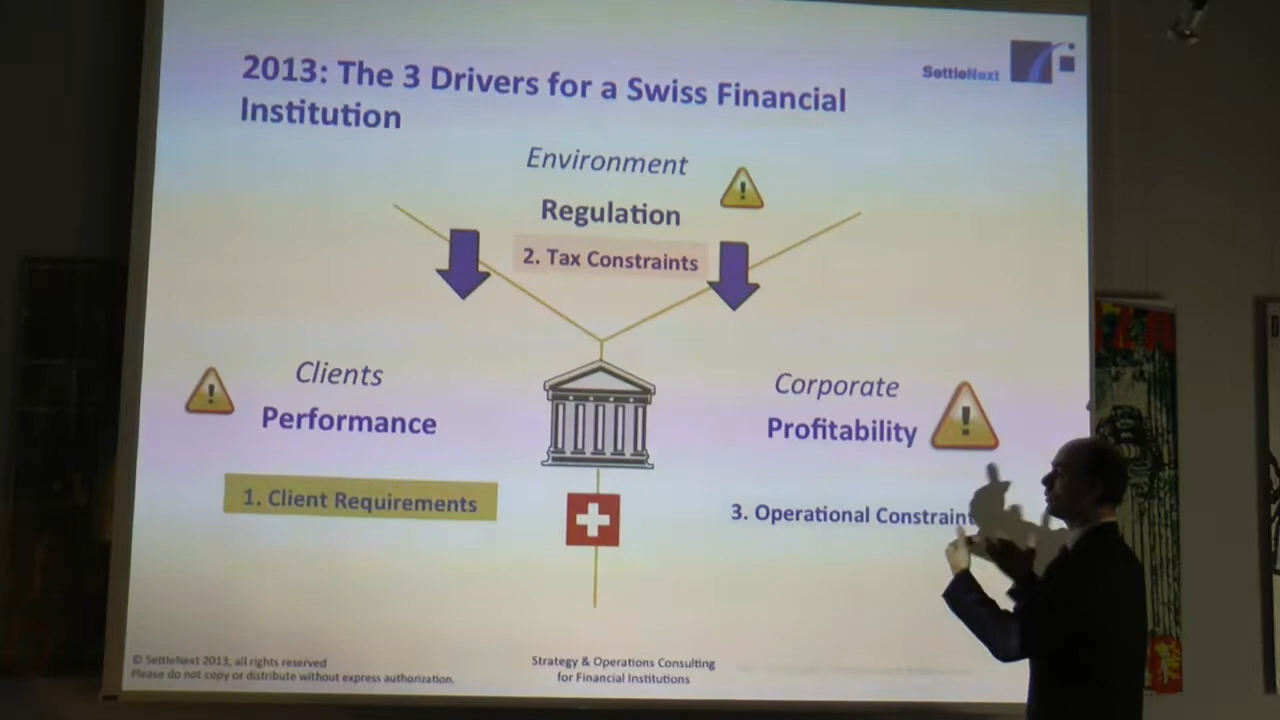 2013: The 3 Drivers for a Swiss Financial
Institution
SettleNext
Environment
Regulation
2. Tax Constraints
Clients
Performance
1. Client Requirements
Corporate
Profitability
3. Operational Constraint
© SettleNext 2013, all rights reserved
Please do not copy or distribute without express authorization.
Strategy & Operations Consulting
for Financial Institutions